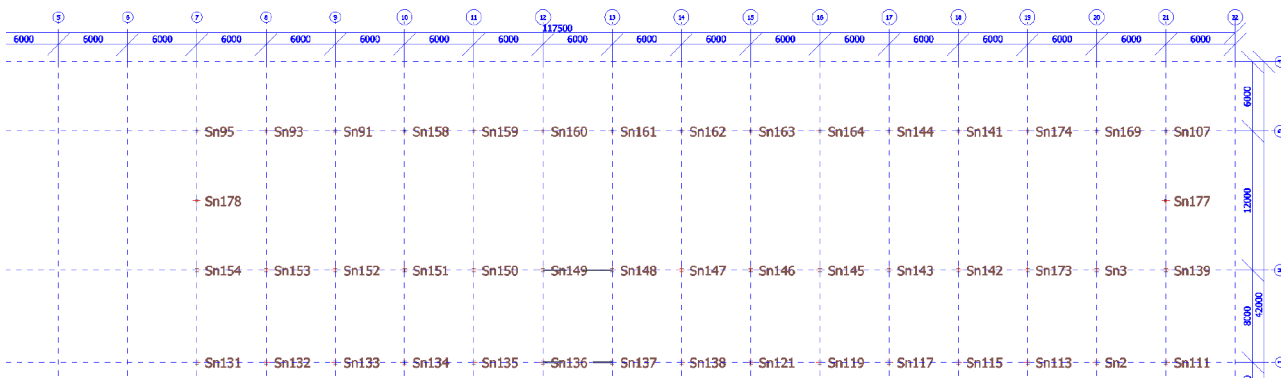 5 6 7 8 9 10 11 12 13 14 15 16 17 18 19 20 21 22
117500
6000 6000 6000 6000 6000 6000 6000 6000 6000 6000 6000 6000 6000 6000 6000 6000 6000 6000
6000
Sn95 Sn93 Sn91 Sn158 Sn159 Sn160 Sn161 Sn162 Sn163 Sn164 Sn144 Sn141 Sn174 Sn169 Sn107
Sn178 Sn177
12000
Sn154 Sn153 Sn152 Sn151 Sn150 Sn149 Sn148 Sn147 Sn146 Sn145 Sn143 Sn142 Sn173 Sn3 Sn139
8000 42000
Sn131 Sn132 Sn133 Sn134 Sn135 Sn136 Sn137 Sn138 Sn121 Sn119 Sn117 Sn115 Sn113 Sn2 Sn111